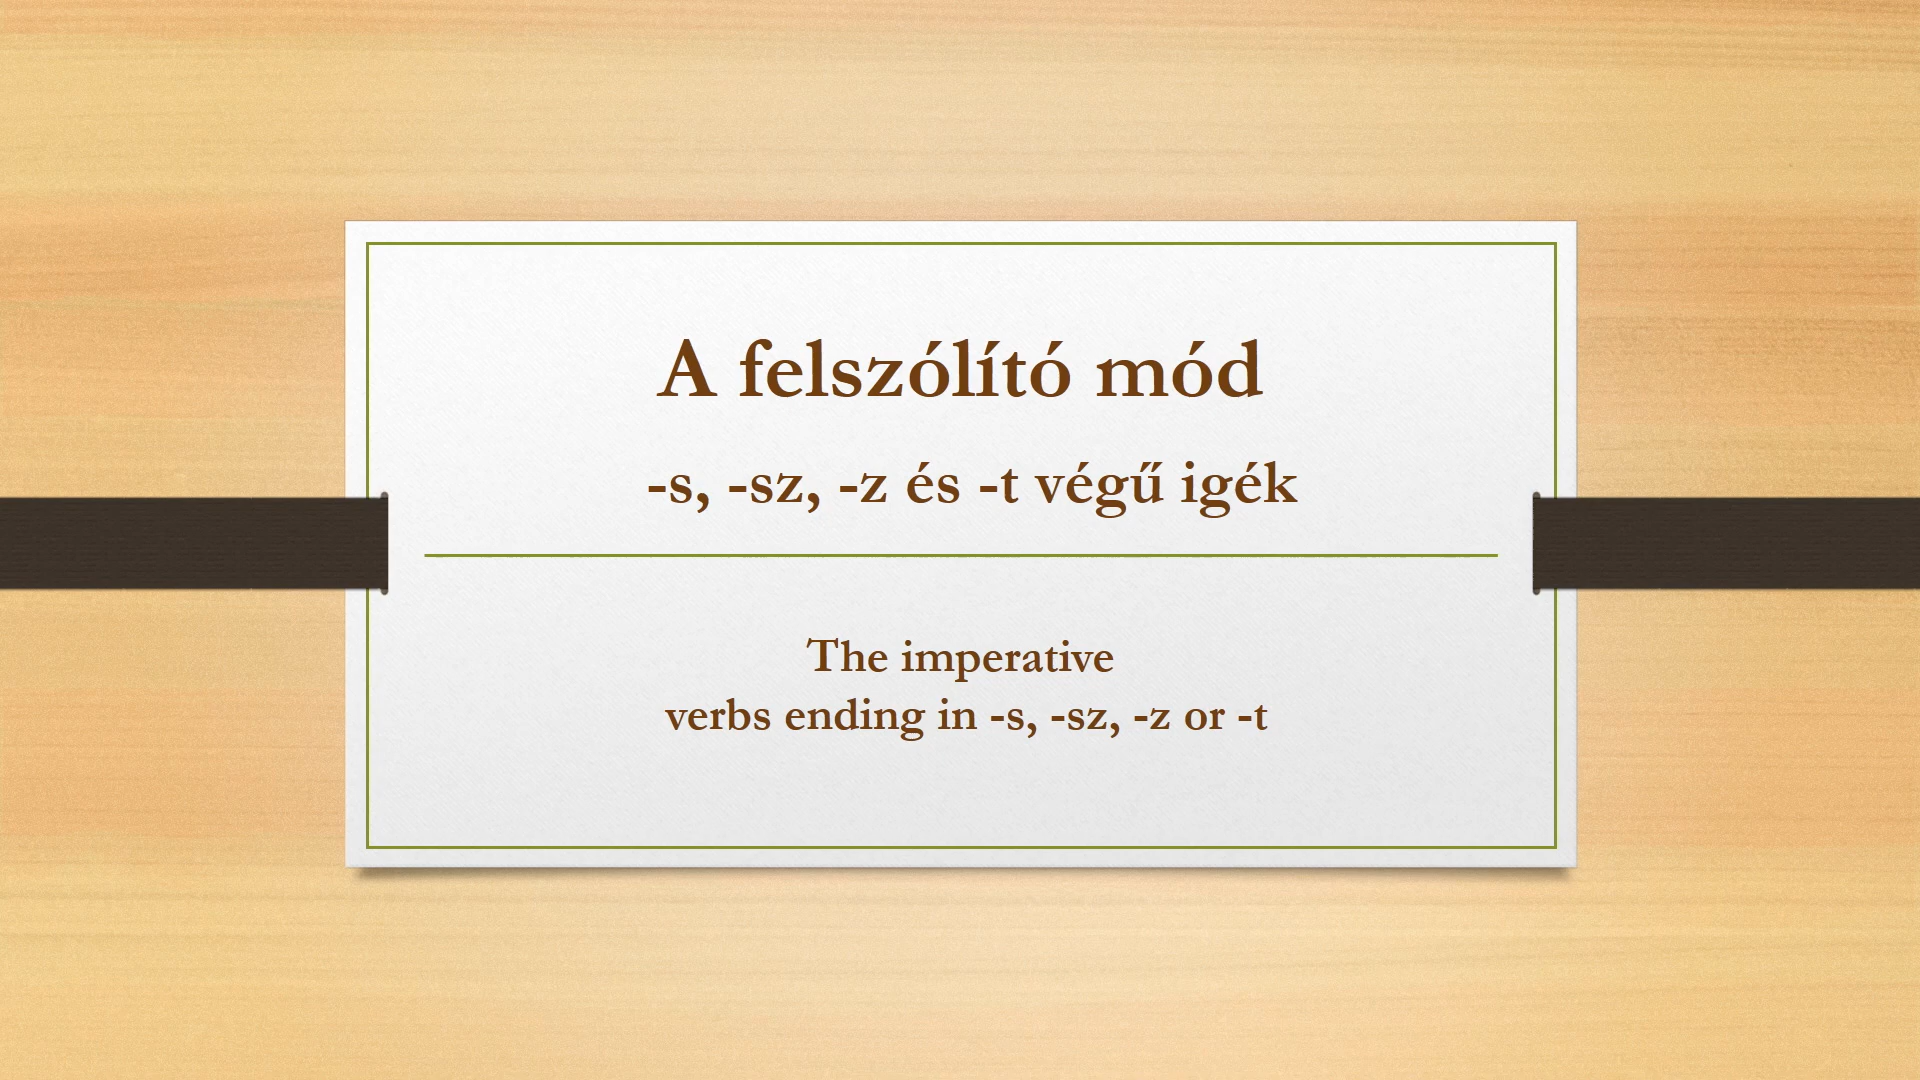 A felszólító mód
-s, -sz, -z és -t végű igék
The imperative
verbs ending in -s, -sz, -z or -t